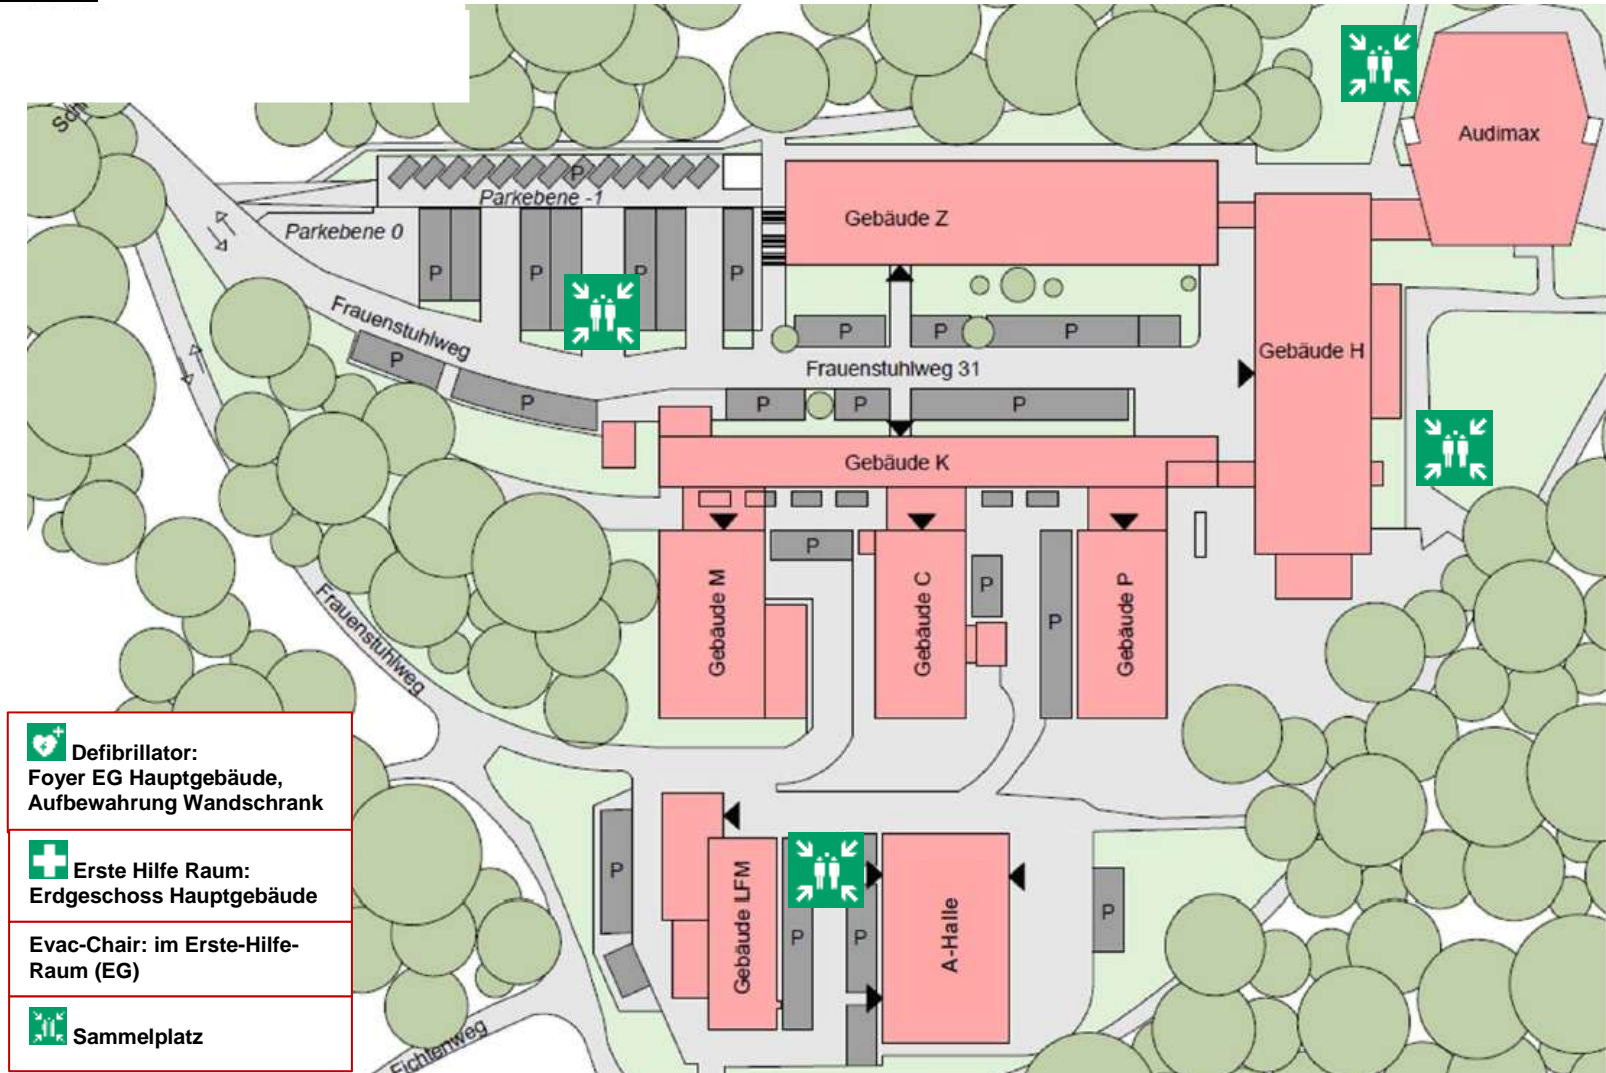 Audimax
P
Parkebene -1
Parkebene 0
Gebäude Z
P
P
P
P
Frauenstuhlweg
P
P
P
P
Gebäude H
Frauenstuhlweg 31
P
P
P
P
Gebäude K
P
P
P
Gebäude M
Gebäude C
Gebäude P
Frauenstuhlweg
Defibrillator:
Foyer EG Hauptgebäude,
Aufbewahrung Wandschrank
Erste Hilfe Raum:
Erdgeschoss Hauptgebäude
Evac-Chair: im Erste-Hilfe-
Raum (EG)
Sammelplatz
P
Gebäude LFM
P
P
A-Halle
P
Fichtenweg